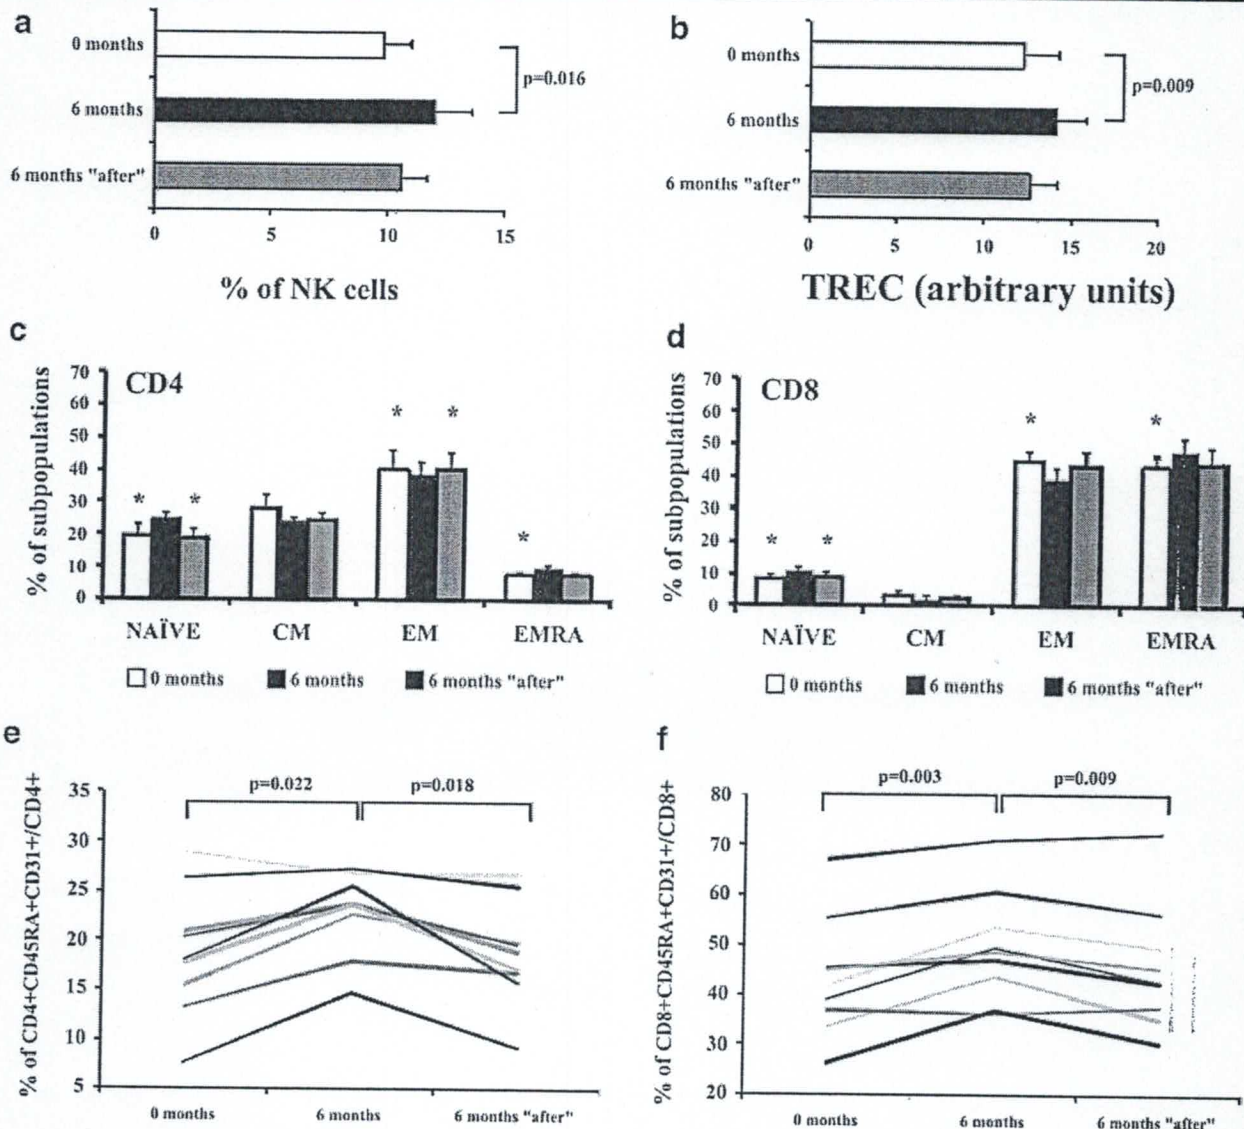 a
0 months
6 months
6 months "after"
p=0.016
0 5 10 15
% of NK cells
b
0 months
6 months
6 months "after"
p=0.009
0 5 10 15 20
TREC (arbitrary units)
c
CD4
% of subpopulations
70
60
50
40
30
20
10
0
* * * * *
NAÏVE CM EM EMRA
0 months 6 months 6 months "after"
d
CD8
% of subpopulations
70
60
50
40
30
20
10
0
* * * *
NAÏVE CM EM EMRA
0 months 6 months 6 months "after"
e
p=0.022 p=0.018
% of CD4+CD45RA+CD31+/CD4+
35
30
25
20
15
10
5
0 months 6 months 6 months "after"
f
p=0.003 p=0.009
% of CD8+CD45RA+CD31+/CD8+
80
70
60
50
40
30
20
0 months 6 months 6 months "after"